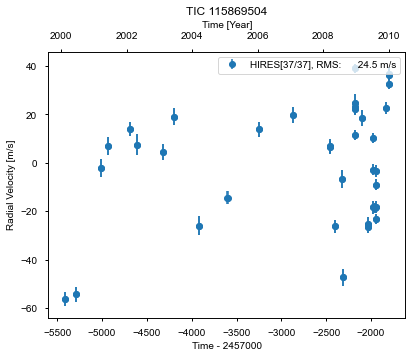 TIC 115869504
Time [Year]
2000 2002 2004 2006 2008 2010
HIRES[37/37], RMS: 24.5 m/s
Radial Velocity [m/s]
40
20
0
−20
−40
−60
−5500 −5000 −4500 −4000 −3500 −3000 −2500 −2000
Time - 2457000